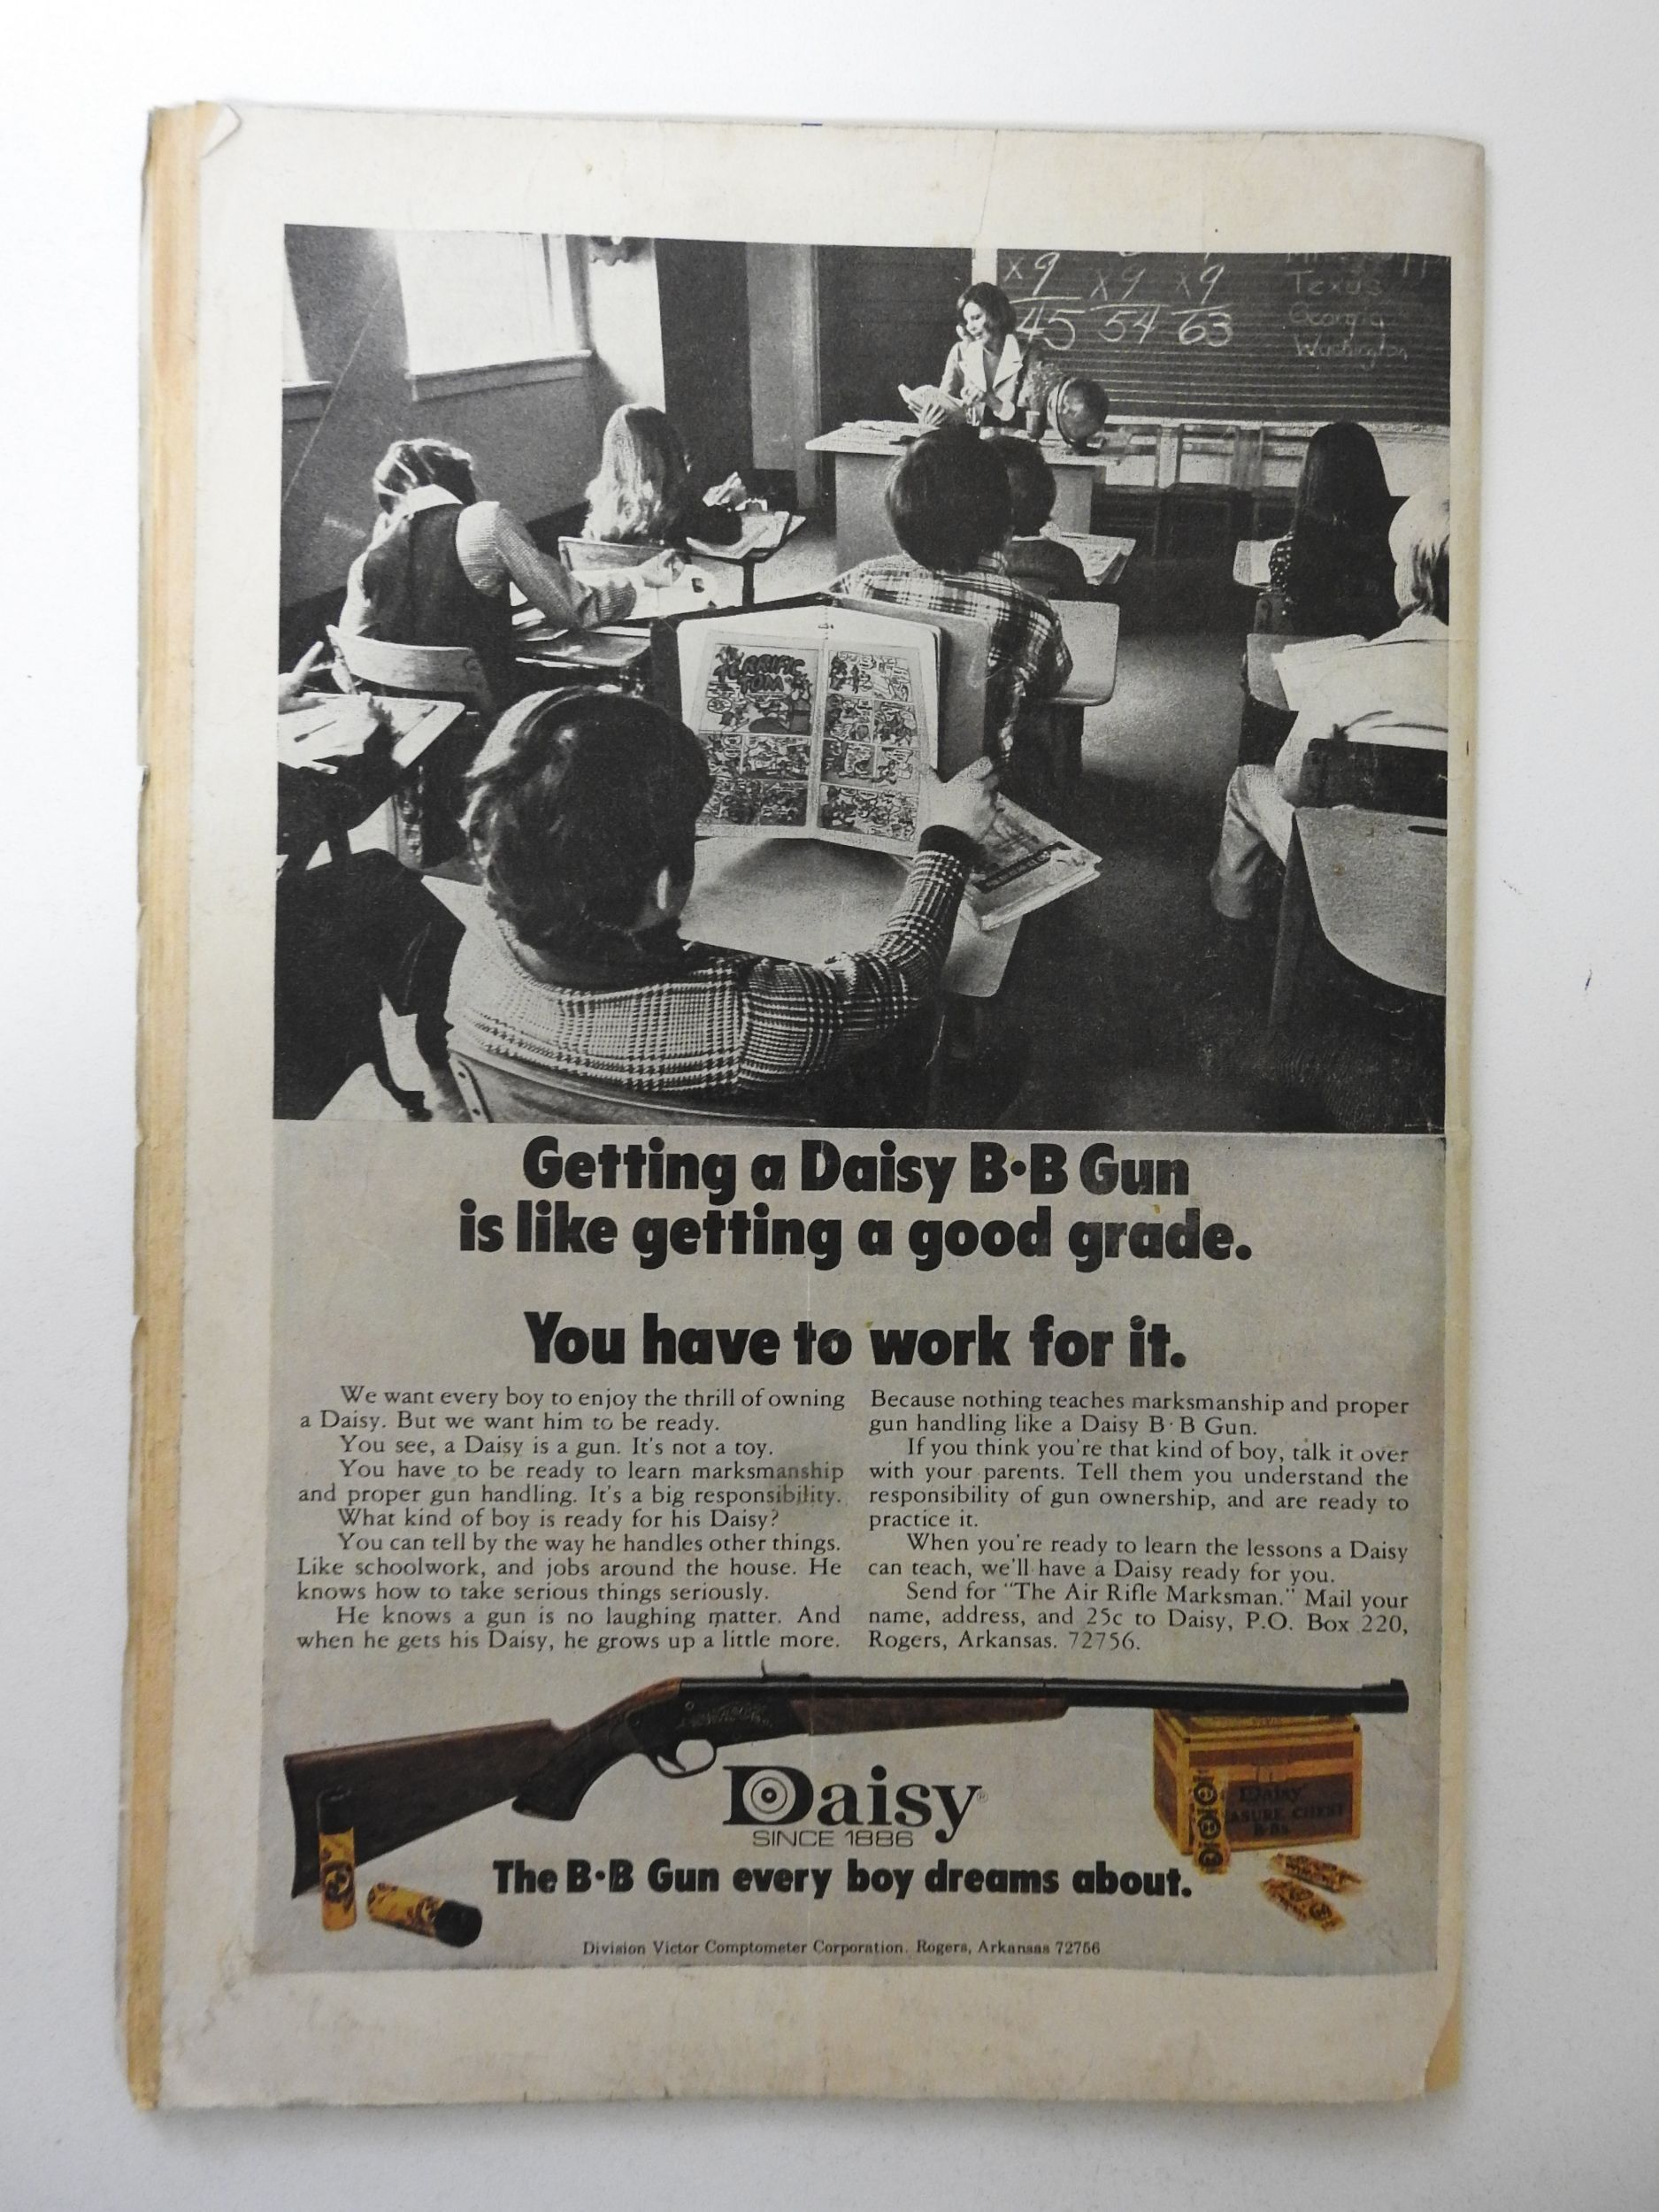 x9 x9 x9
45 54 63
Texas
Georgia
Washington
TERRIFIC
TOM
Getting a Daisy B·B Gun
is like getting a good grade.
You have to work for it.
We want every boy to enjoy the thrill of owning
a Daisy. But we want him to be ready.
You see, a Daisy is a gun. It's not a toy.
You have to be ready to learn marksmanship
and proper gun handling. It's a big responsibility.
What kind of boy is ready for his Daisy?
You can tell by the way he handles other things.
Like schoolwork, and jobs around the house. He
knows how to take serious things seriously.
He knows a gun is no laughing matter. And
when he gets his Daisy, he grows up a little more.
Because nothing teaches marksmanship and proper
gun handling like a Daisy B·B Gun.
If you think you're that kind of boy, talk it over
with your parents. Tell them you understand the
responsibility of gun ownership, and are ready to
practice it.
When you're ready to learn the lessons a Daisy
can teach, we'll have a Daisy ready for you.
Send for "The Air Rifle Marksman." Mail your
name, address, and 25c to Daisy, P.O. Box 220,
Rogers, Arkansas. 72756.
Daisy®
SINCE 1886
Daisy
CHEST
The B·B Gun every boy dreams about.
Division Victor Comptometer Corporation. Rogers, Arkansas 72756